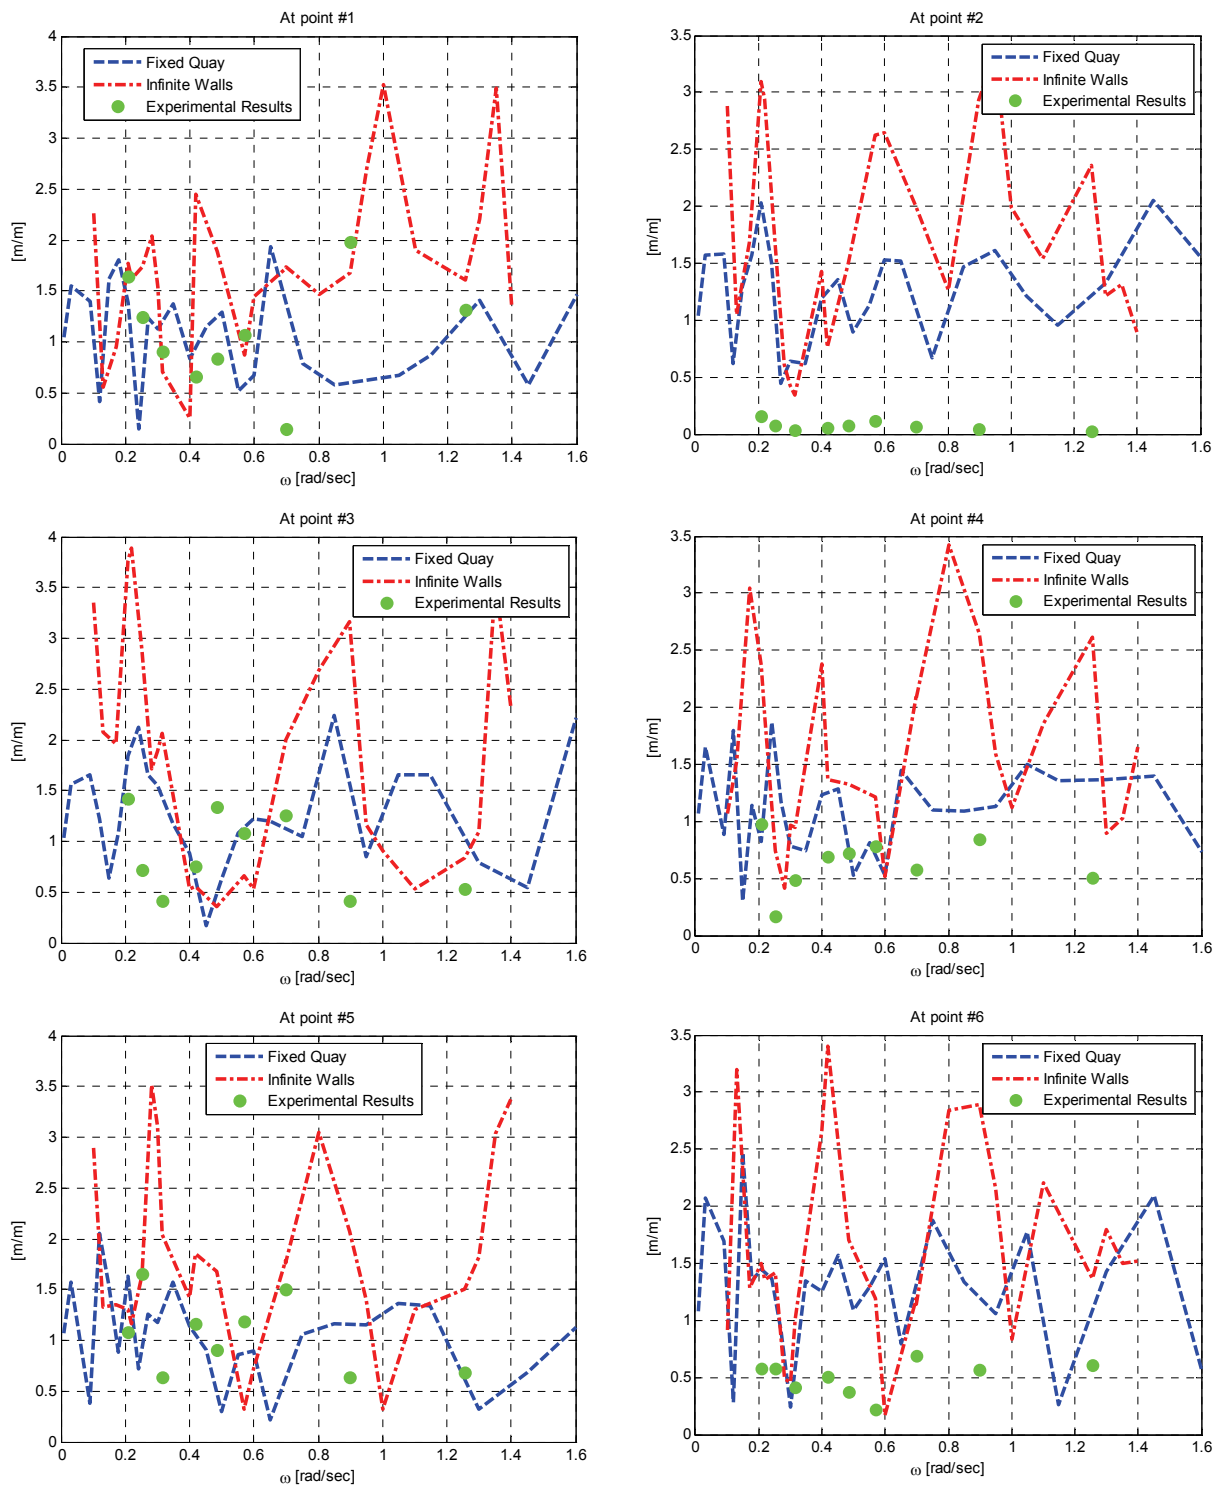 At point #1
4
3.5
3
2.5
2
1.5
1
0.5
0
[m/m]
Fixed Quay
Infinite Walls
Experimental Results
0 0.2 0.4 0.6 0.8 1 1.2 1.4 1.6
ω [rad/sec]
At point #2
3.5
3
2.5
2
1.5
1
0.5
0
[m/m]
Fixed Quay
Infinite Walls
Experimental Results
0 0.2 0.4 0.6 0.8 1 1.2 1.4 1.6
ω [rad/sec]
At point #3
4
3.5
3
2.5
2
1.5
1
0.5
0
[m/m]
Fixed Quay
Infinite Walls
Experimental Results
0 0.2 0.4 0.6 0.8 1 1.2 1.4 1.6
ω [rad/sec]
At point #4
3.5
3
2.5
2
1.5
1
0.5
0
[m/m]
Fixed Quay
Infinite Walls
Experimental Results
0 0.2 0.4 0.6 0.8 1 1.2 1.4 1.6
ω [rad/sec]
At point #5
4
3.5
3
2.5
2
1.5
1
0.5
0
[m/m]
Fixed Quay
Infinite Walls
Experimental Results
0 0.2 0.4 0.6 0.8 1 1.2 1.4 1.6
ω [rad/sec]
At point #6
3.5
3
2.5
2
1.5
1
0.5
0
[m/m]
Fixed Quay
Infinite Walls
Experimental Results
0 0.2 0.4 0.6 0.8 1 1.2 1.4 1.6
ω [rad/sec]